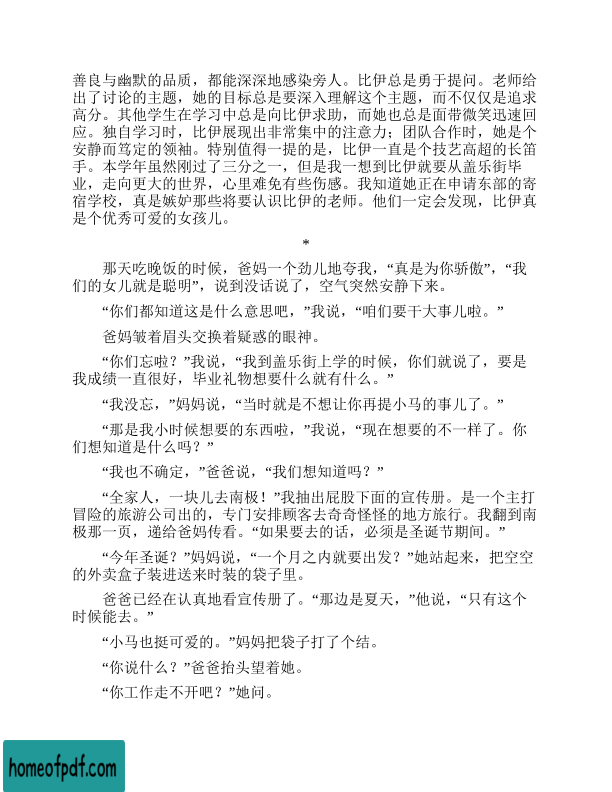 善良与幽默的品质，都能深深地感染旁人。比伊总是勇于提问。老师给
出了讨论的主题，她的目标总是要深入理解这个主题，而不仅仅是追求
高分。其他学生在学习中总是向比伊求助，而她也总是面带微笑迅速回
应。独自学习时，比伊展现出非常集中的注意力；团队合作时，她是个
安静而笃定的领袖。特别值得一提的是，比伊一直是个技艺高超的长笛
手。本学年虽然刚过了三分之一，但是我一想到比伊就要从盖乐街毕
业，走向更大的世界，心里难免有些伤感。我知道她正在申请东部的寄
宿学校，真是嫉妒那些将要认识比伊的老师。他们一定会发现，比伊真
是个优秀可爱的女孩儿。
*
那天吃晚饭的时候，爸妈一个劲儿地夸我，“真是为你骄傲”，“我
们的女儿就是聪明”，说到没话说了，空气突然安静下来。
“你们都知道这是什么意思吧，”我说，“咱们要干大事儿啦。”
爸妈皱着眉头交换着疑惑的眼神。
“你们忘啦？”我说，“我到盖乐街上学的时候，你们就说了，要是
我成绩一直很好，毕业礼物想要什么就有什么。”
“我没忘，”妈妈说，“当时就是不想让你再提小马的事儿了。”
“那是我小时候想要的东西啦，”我说，“现在想要的不一样了。你
们想知道是什么吗？”
“我也不确定，”爸爸说，“我们想知道吗？”
“全家人，一块儿去南极！”我抽出屁股下面的宣传册。是一个主打
冒险的旅游公司出的，专门安排顾客去奇奇怪怪的地方旅行。我翻到南
极那一页，递给爸妈传看。“如果要去的话，必须是圣诞节期间。”
“今年圣诞？”妈妈说，“一个月之内就要出发？”她站起来，把空空
的外卖盒子装进送来时装的袋子里。
爸爸已经在认真地看宣传册了。“那边是夏天，”他说，“只有这个
时候能去。”
“小马也挺可爱的。”妈妈把袋子打了个结。
“你说什么？”爸爸抬头望着她。
“你工作走不开吧？”她问。
homeofpdf.com